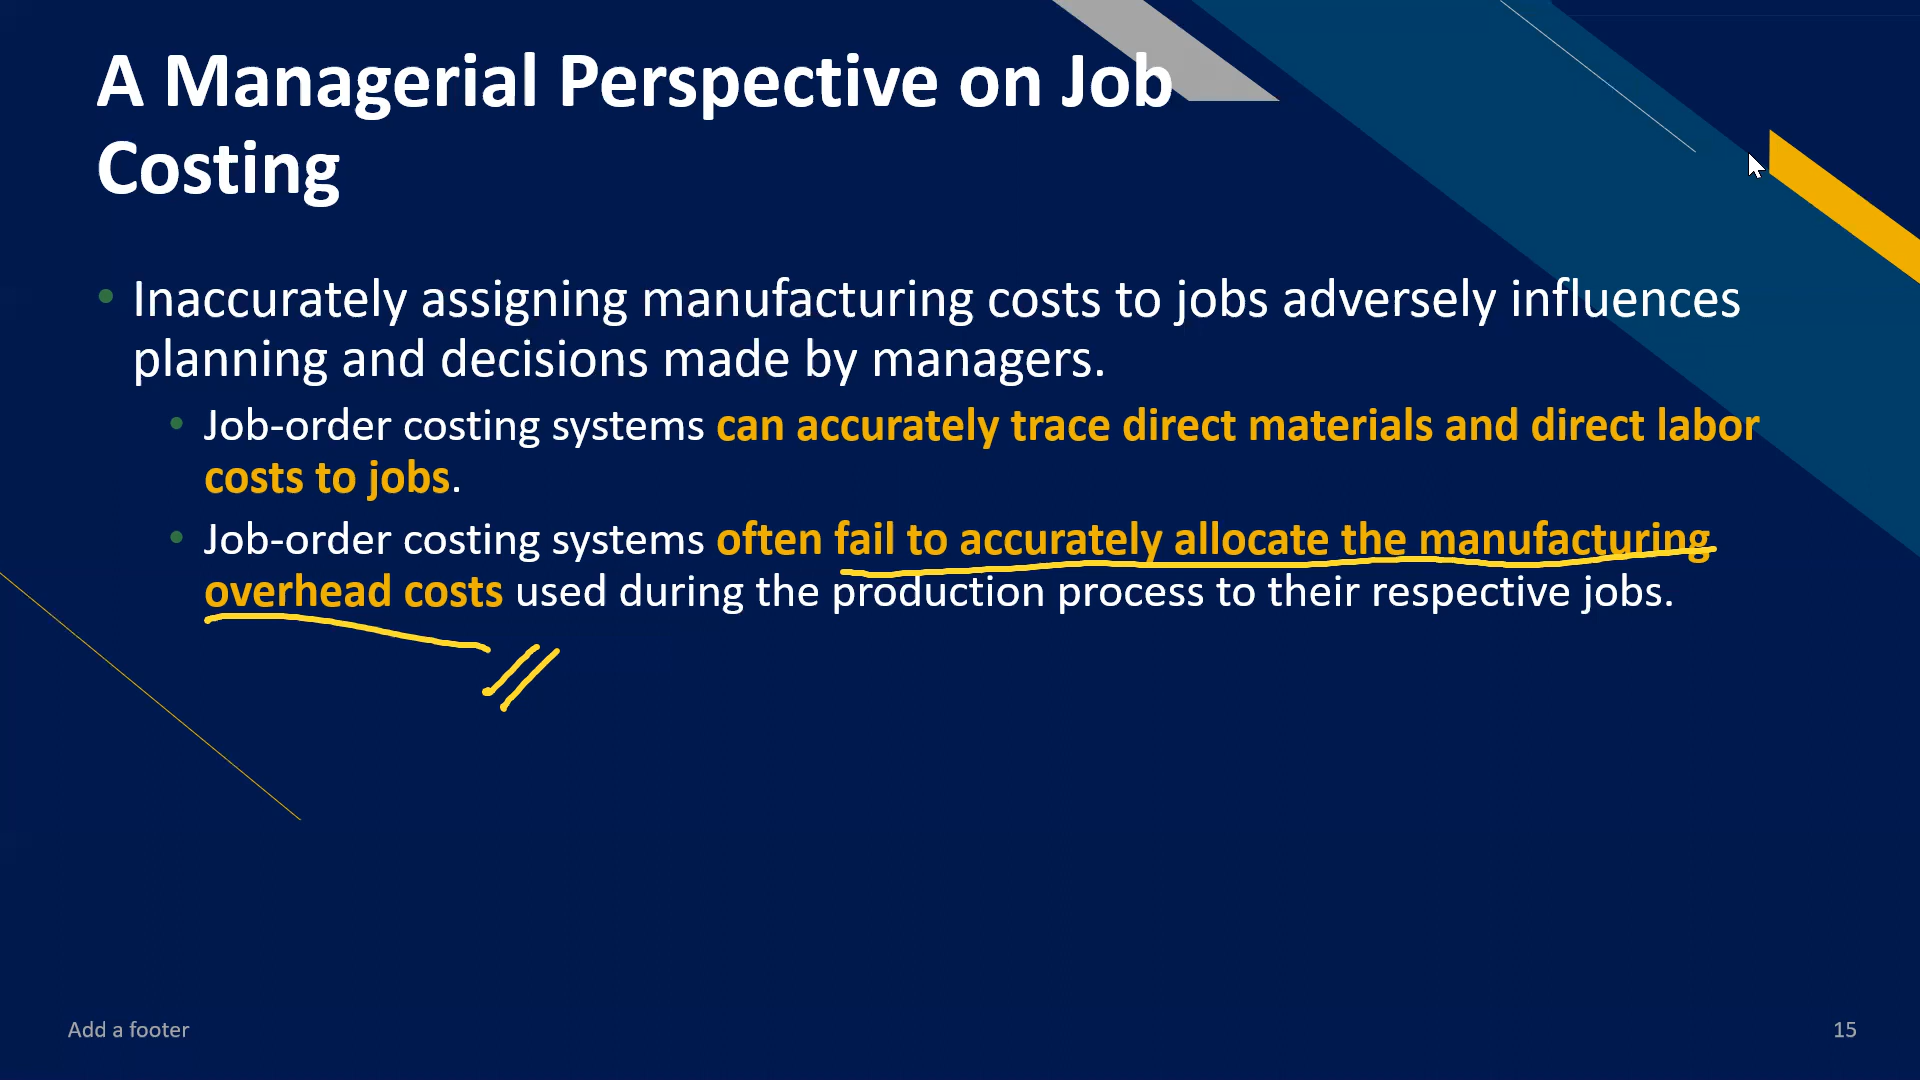 A Managerial Perspective on Job
Costing
• Inaccurately assigning manufacturing costs to jobs adversely influences
planning and decisions made by managers.
• Job-order costing systems can accurately trace direct materials and direct labor
costs to jobs.
• Job-order costing systems often fail to accurately allocate the manufacturing
overhead costs used during the production process to their respective jobs.
Add a footer
15